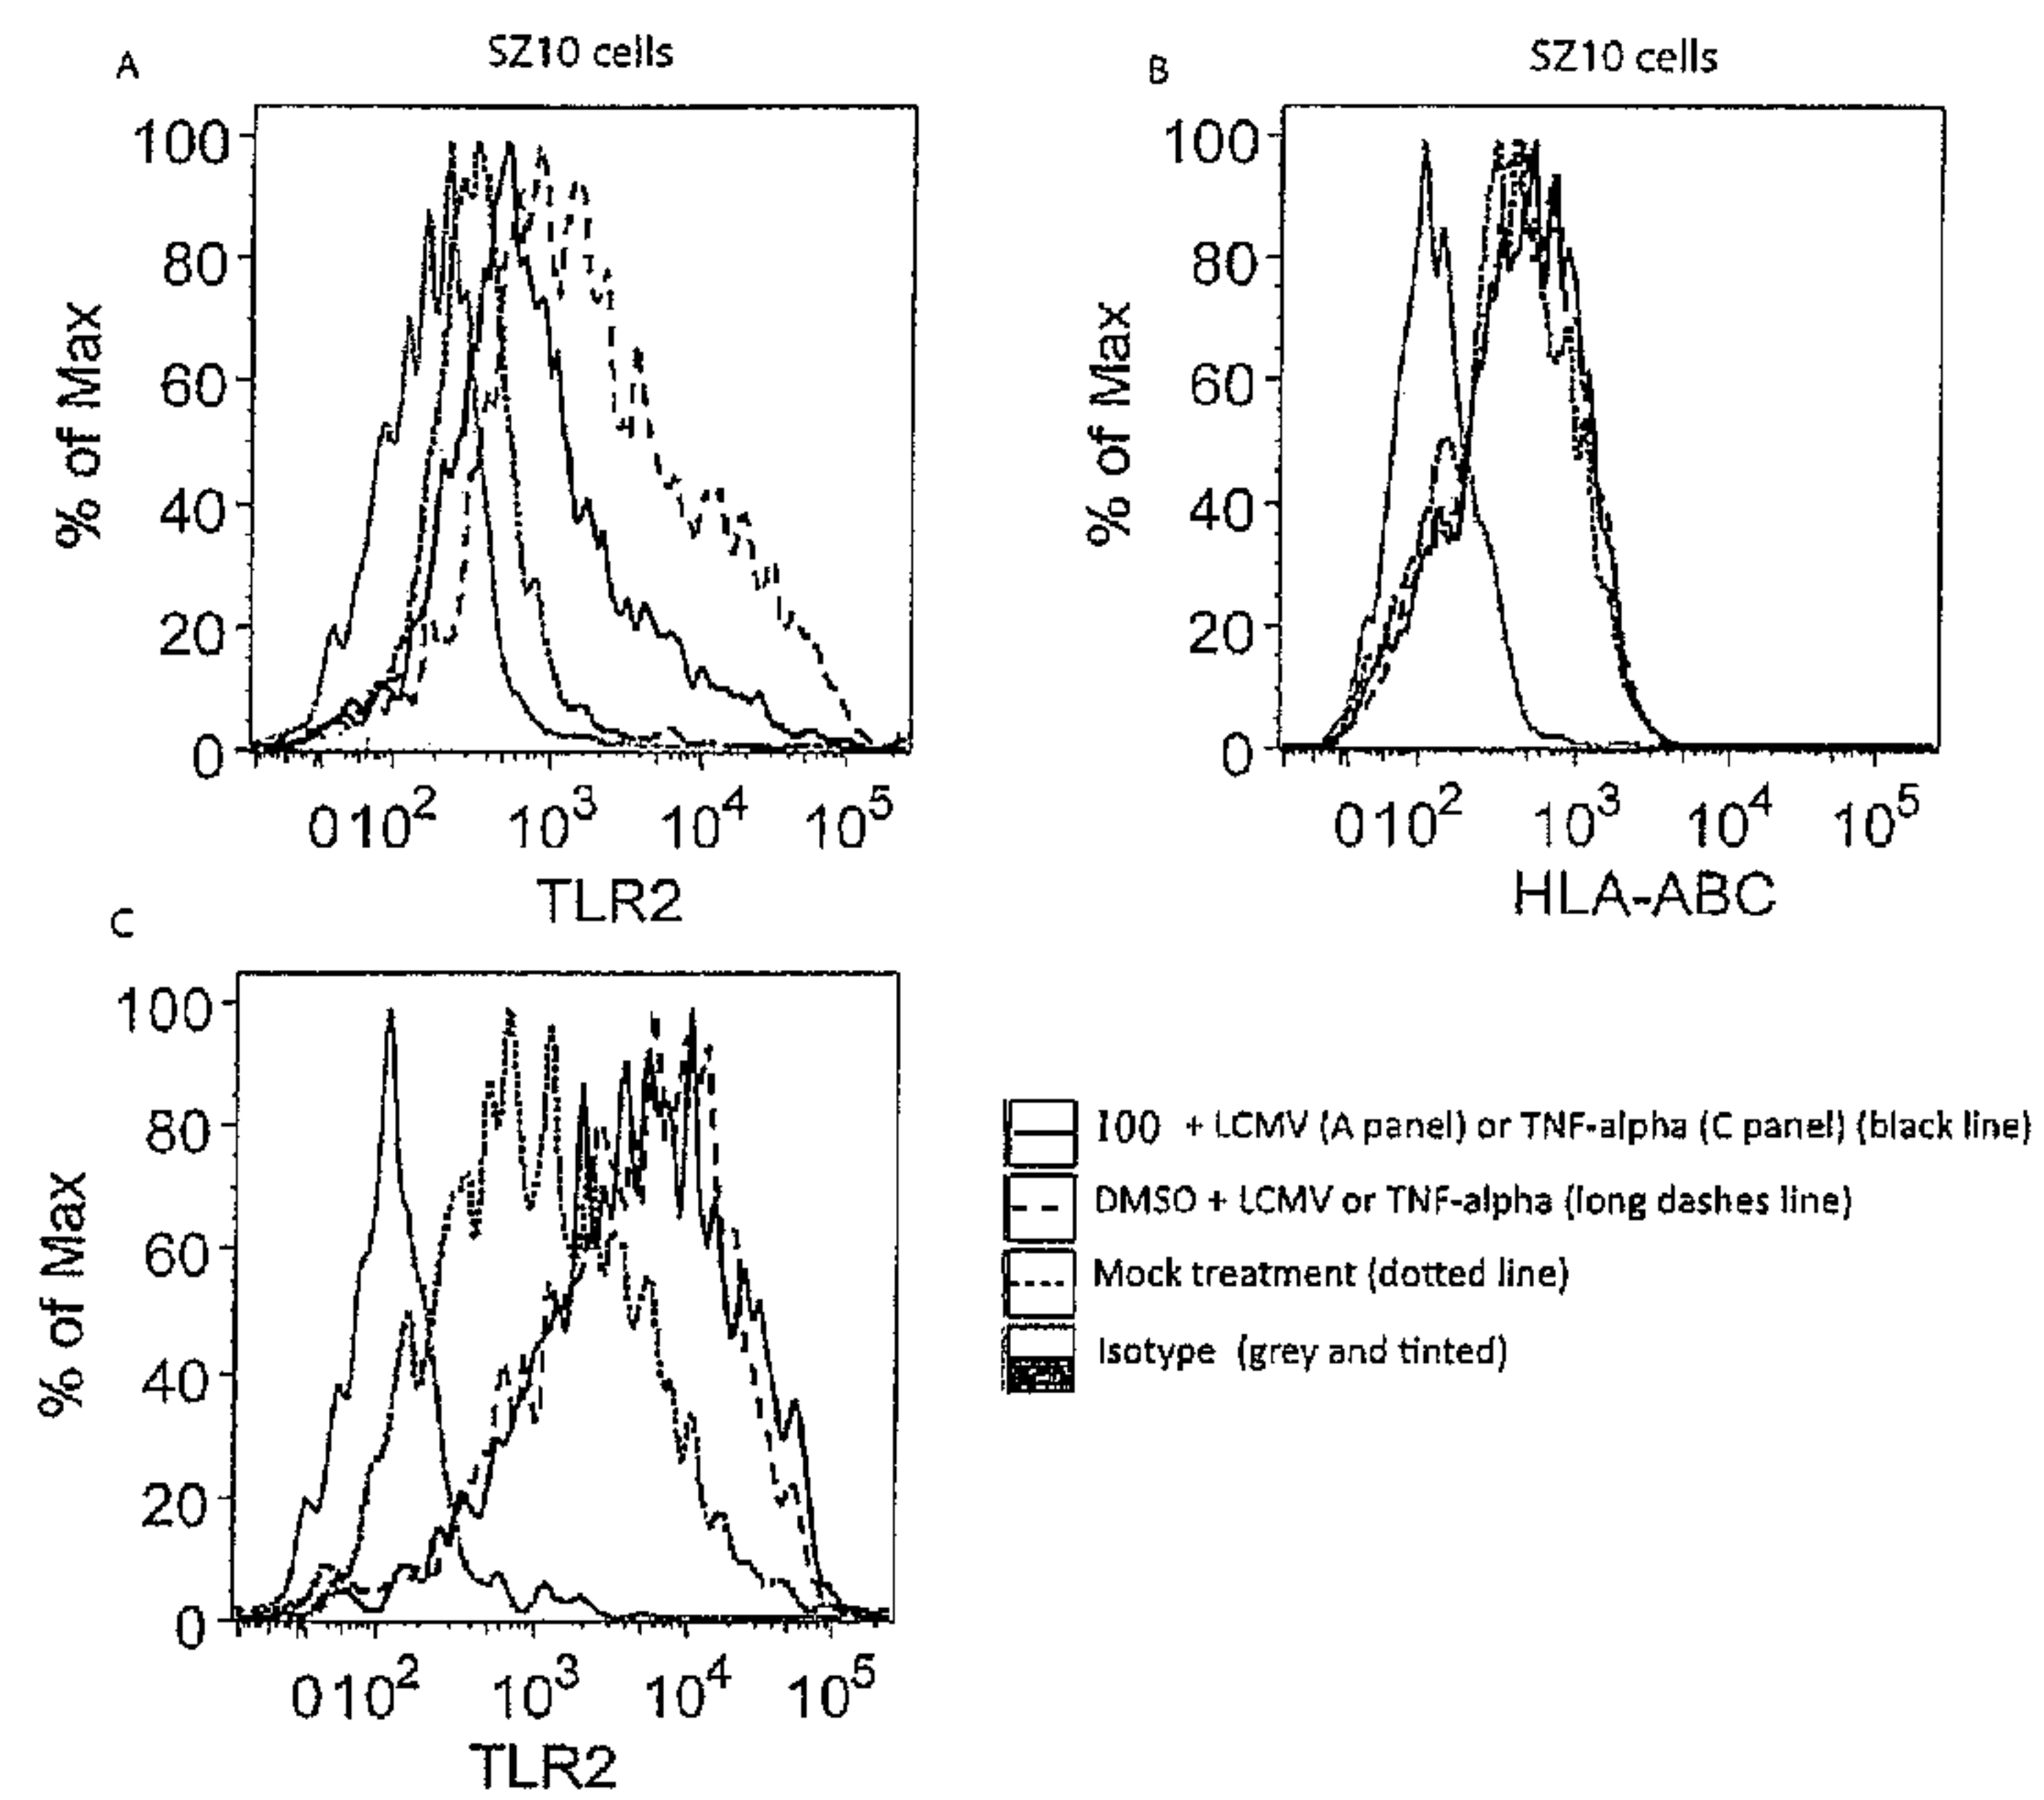 A
SZ10 cells
100
80
60
40
20
0
% of Max
0 10^2 10^3 10^4 10^5
TLR2
B
SZ10 cells
100
80
60
40
20
0
% of Max
0 10^2 10^3 10^4 10^5
HLA-ABC
C
100
80
60
40
20
0
% of Max
0 10^2 10^3 10^4 10^5
TLR2
100 + LCMV (A panel) or TNF-alpha (C panel) (black line)
DMSO + LCMV or TNF-alpha (long dashes line)
Mock treatment (dotted line)
Isotype (grey and tinted)